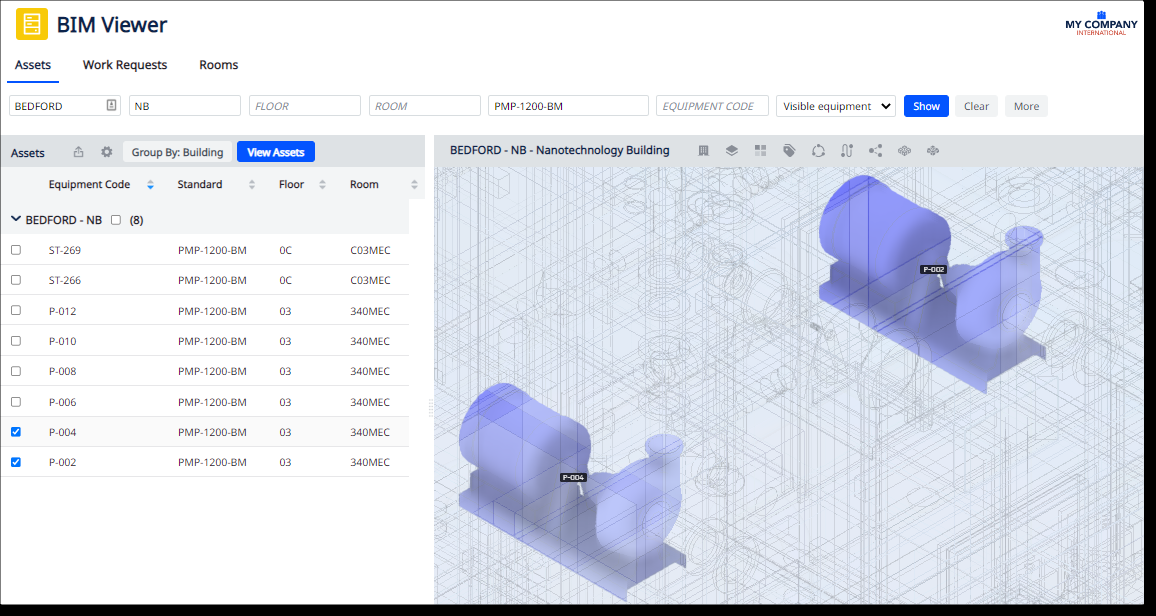 BIM Viewer
MY COMPANY
INTERNATIONAL
Assets Work Requests Rooms
BEDFORD NB FLOOR ROOM PMP-1200-BM EQUIPMENT CODE Visible equipment Show Clear More
Assets Group By: Building View Assets
BEDFORD - NB - Nanotechnology Building
Equipment Code Standard Floor Room
BEDFORD - NB (8)
ST-269 PMP-1200-BM 0C C03MEC
ST-266 PMP-1200-BM 0C C03MEC
P-012 PMP-1200-BM 03 340MEC
P-010 PMP-1200-BM 03 340MEC
P-008 PMP-1200-BM 03 340MEC
P-006 PMP-1200-BM 03 340MEC
P-004 PMP-1200-BM 03 340MEC
P-002 PMP-1200-BM 03 340MEC
P-002
P-004